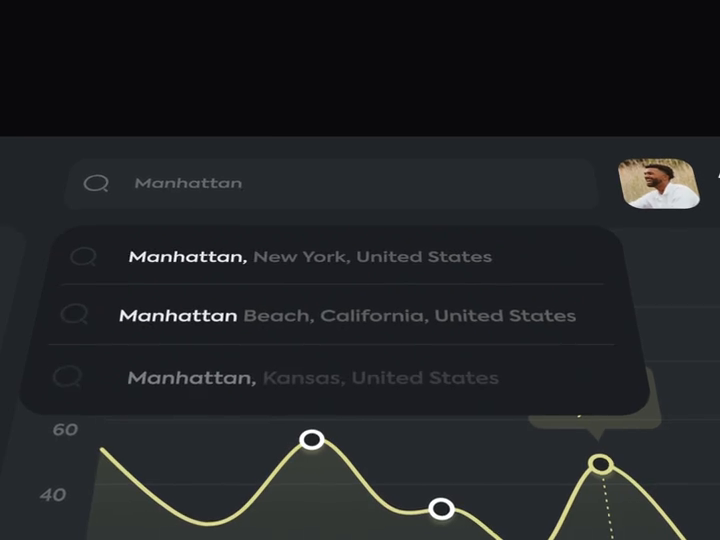 Manhattan
Manhattan, New York, United States
Manhattan Beach, California, United States
Manhattan, Kansas, United States
60
40